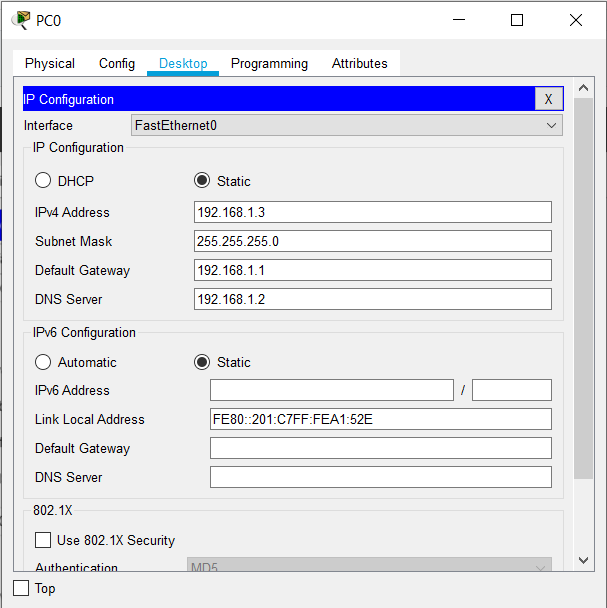 PC0
Physical Config Desktop Programming Attributes
IP Configuration X
Interface FastEthernet0
IP Configuration
DHCP Static
IPv4 Address 192.168.1.3
Subnet Mask 255.255.255.0
Default Gateway 192.168.1.1
DNS Server 192.168.1.2
IPv6 Configuration
Automatic Static
IPv6 Address /
Link Local Address FE80::201:C7FF:FEA1:52E
Default Gateway
DNS Server
802.1X
Use 802.1X Security
Authentication MD5
Top